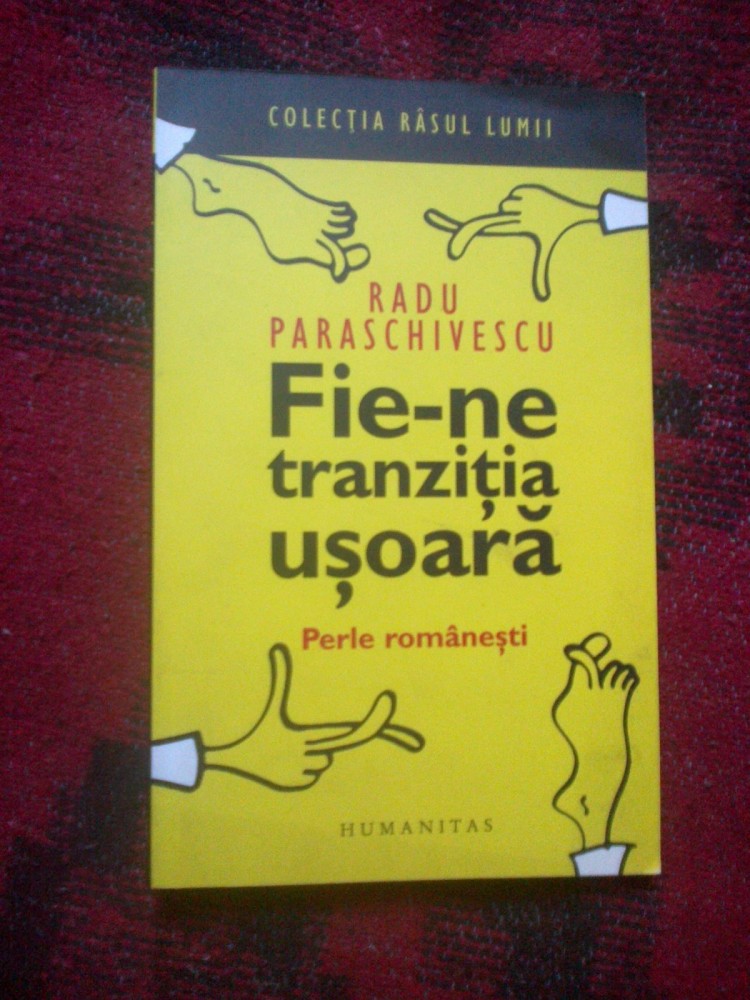 COLECȚIA RÂSUL LUMII
RADU
PARASCHIVESCU
Fie-ne
tranziția
ușoară
Perle românești
HUMANITAS